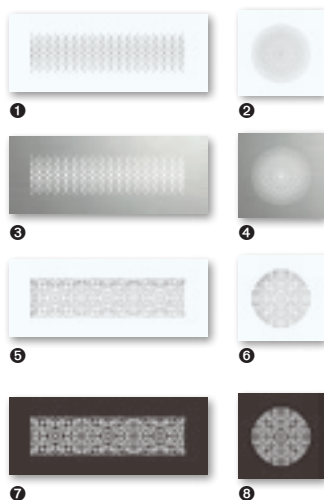 ❶ ❷
❸ ❹
❺ ❻
❼ ❽